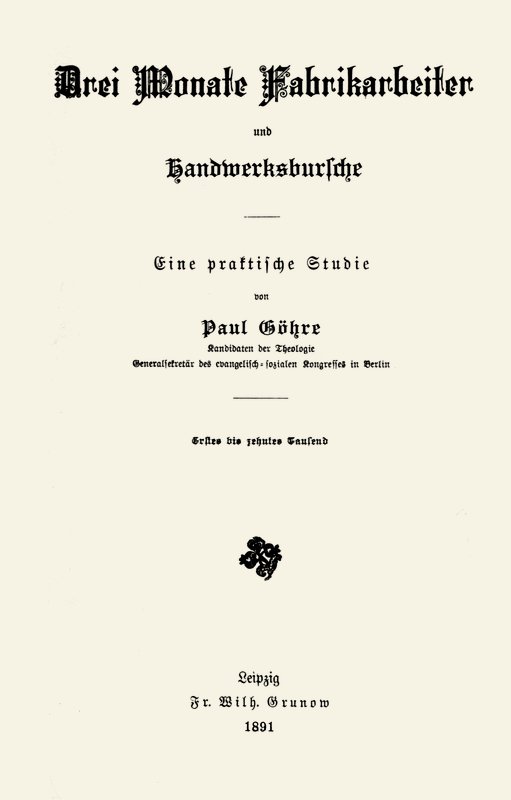 Drei Monate Fabrikarbeiter
und
Handwerksburſche
Eine praktiſche Studie
von
Paul Göhre
Kandidaten der Theologie
Generalſekretär des evangeliſch-ſozialen Kongreſſes in Berlin
Erſtes bis zehntes Tauſend
Leipzig
Fr. Wilh. Grunow
1891